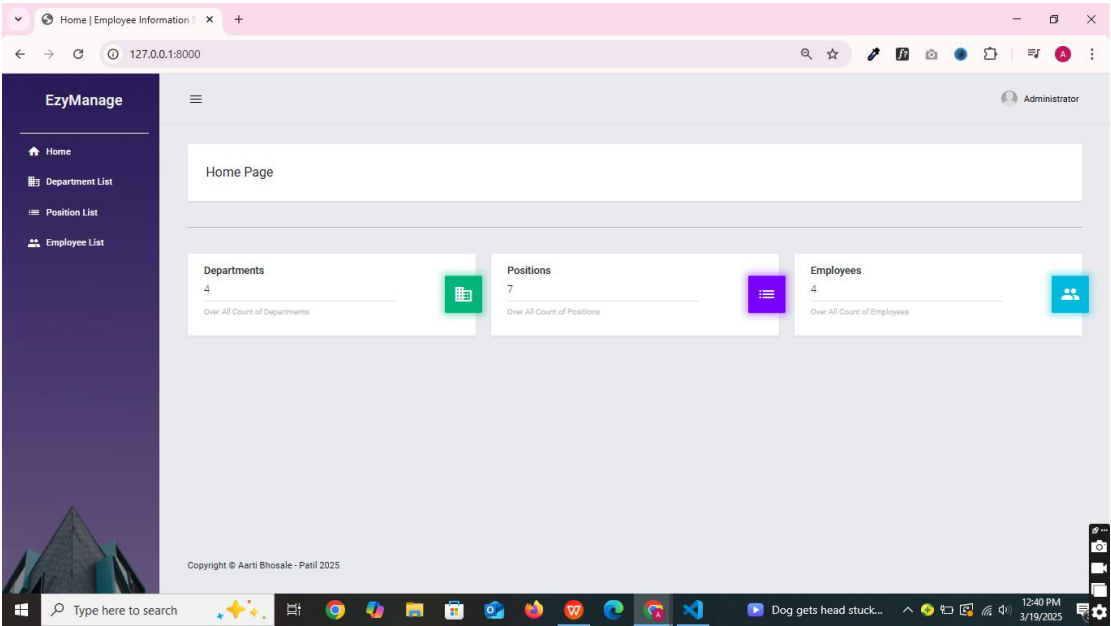 Home | Employee Information S
127.0.0.1:8000
A
EzyManage
Administrator
Home
Department List
Position List
Employee List
Home Page
Departments
4
Over All Count of Departments
Positions
7
Over All Count of Positions
Employees
4
Over All Count of Employees
Copyright © Aarti Bhosale - Patil 2025
Type here to search
Dog gets head stuck...
12:40 PM
3/19/2025